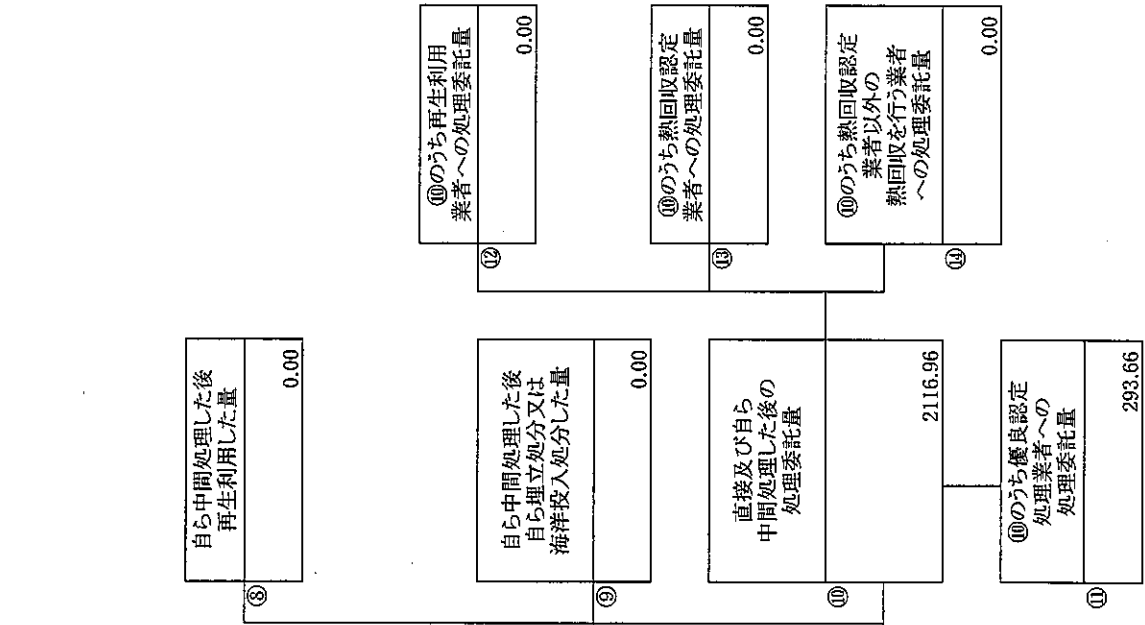 ⑧
自ら中間処理した後
再生利用した量
0.00
⑨
自ら中間処理した後
自ら埋立処分又は
海洋投入処分した量
0.00
⑩
直接及び自ら
中間処理した後の
処理委託量
2116.96
⑪
⑩のうち優良認定
処理業者への
処理委託量
293.66
⑫
⑩のうち再生利用
業者への処理委託量
0.00
⑬
⑩のうち熱回収認定
業者への処理委託量
0.00
⑭
⑩のうち熱回収認定
業者以外の
熱回収を行う業者
への処理委託量
0.00